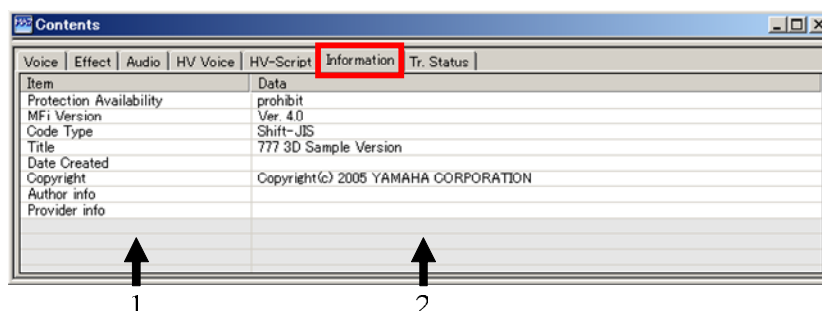 Contents
Voice Effect Audio HV Voice HV-Script Information Tr. Status
Item Data
Protection Availability prohibit
MFi Version Ver. 4.0
Code Type Shift-JIS
Title 777 3D Sample Version
Date Created
Copyright Copyright(c) 2005 YAMAHA CORPORATION
Author info
Provider info
1 2